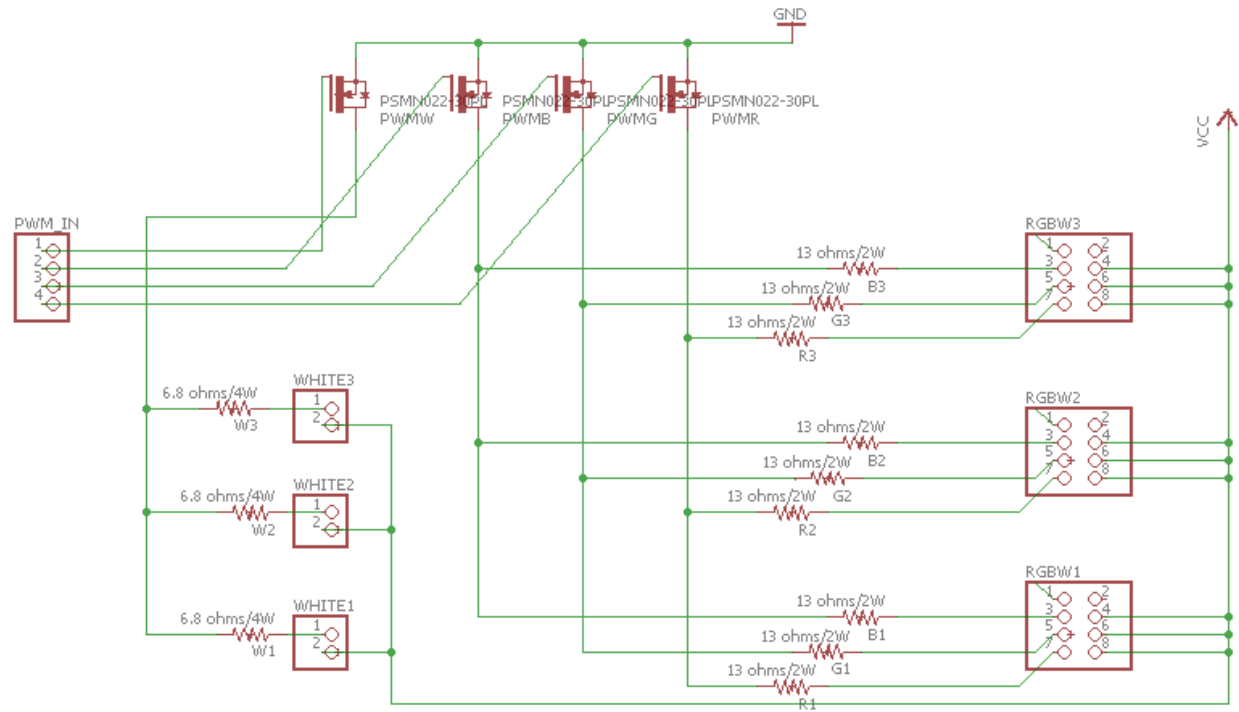 GND
PSMN022-30PL PSMN022-30PL PSMN022-30PL PSMN022-30PL
PWMW PWMB PWMG PWMR
VCC
PWM_IN
1
2
3
4
RGBW3
1 2
3 4
5 6
7 8
13 ohms/2W
B3
13 ohms/2W
G3
13 ohms/2W
R3
WHITE3
1
2
6.8 ohms/4W
W3
RGBW2
1 2
3 4
5 6
7 8
13 ohms/2W
B2
13 ohms/2W
G2
13 ohms/2W
R2
WHITE2
1
2
6.8 ohms/4W
W2
RGBW1
1 2
3 4
5 6
7 8
13 ohms/2W
B1
13 ohms/2W
G1
13 ohms/2W
R1
WHITE1
1
2
6.8 ohms/4W
W1